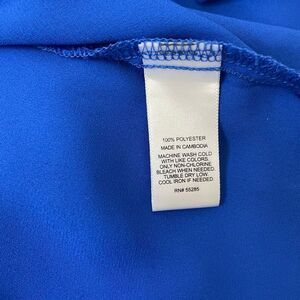 100% POLYESTER
MADE IN CAMBODIA
MACHINE WASH COLD
WITH LIKE COLORS.
ONLY NON-CHLORINE
BLEACH WHEN NEEDED.
TUMBLE DRY LOW.
COOL IRON IF NEEDED.
RN# 55285